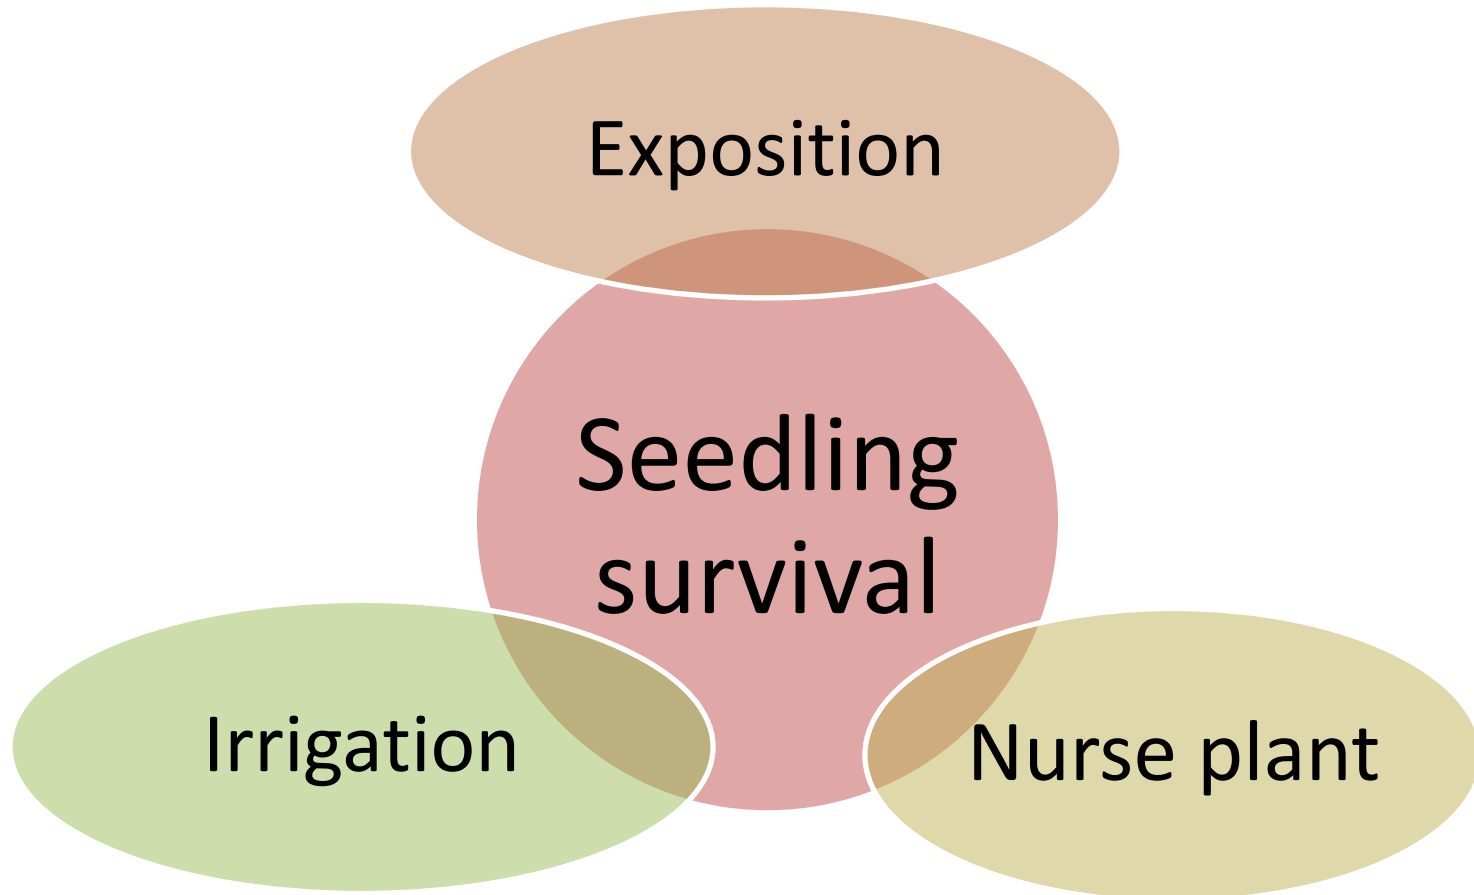 Exposition
Seedling
survival
Irrigation
Nurse plant